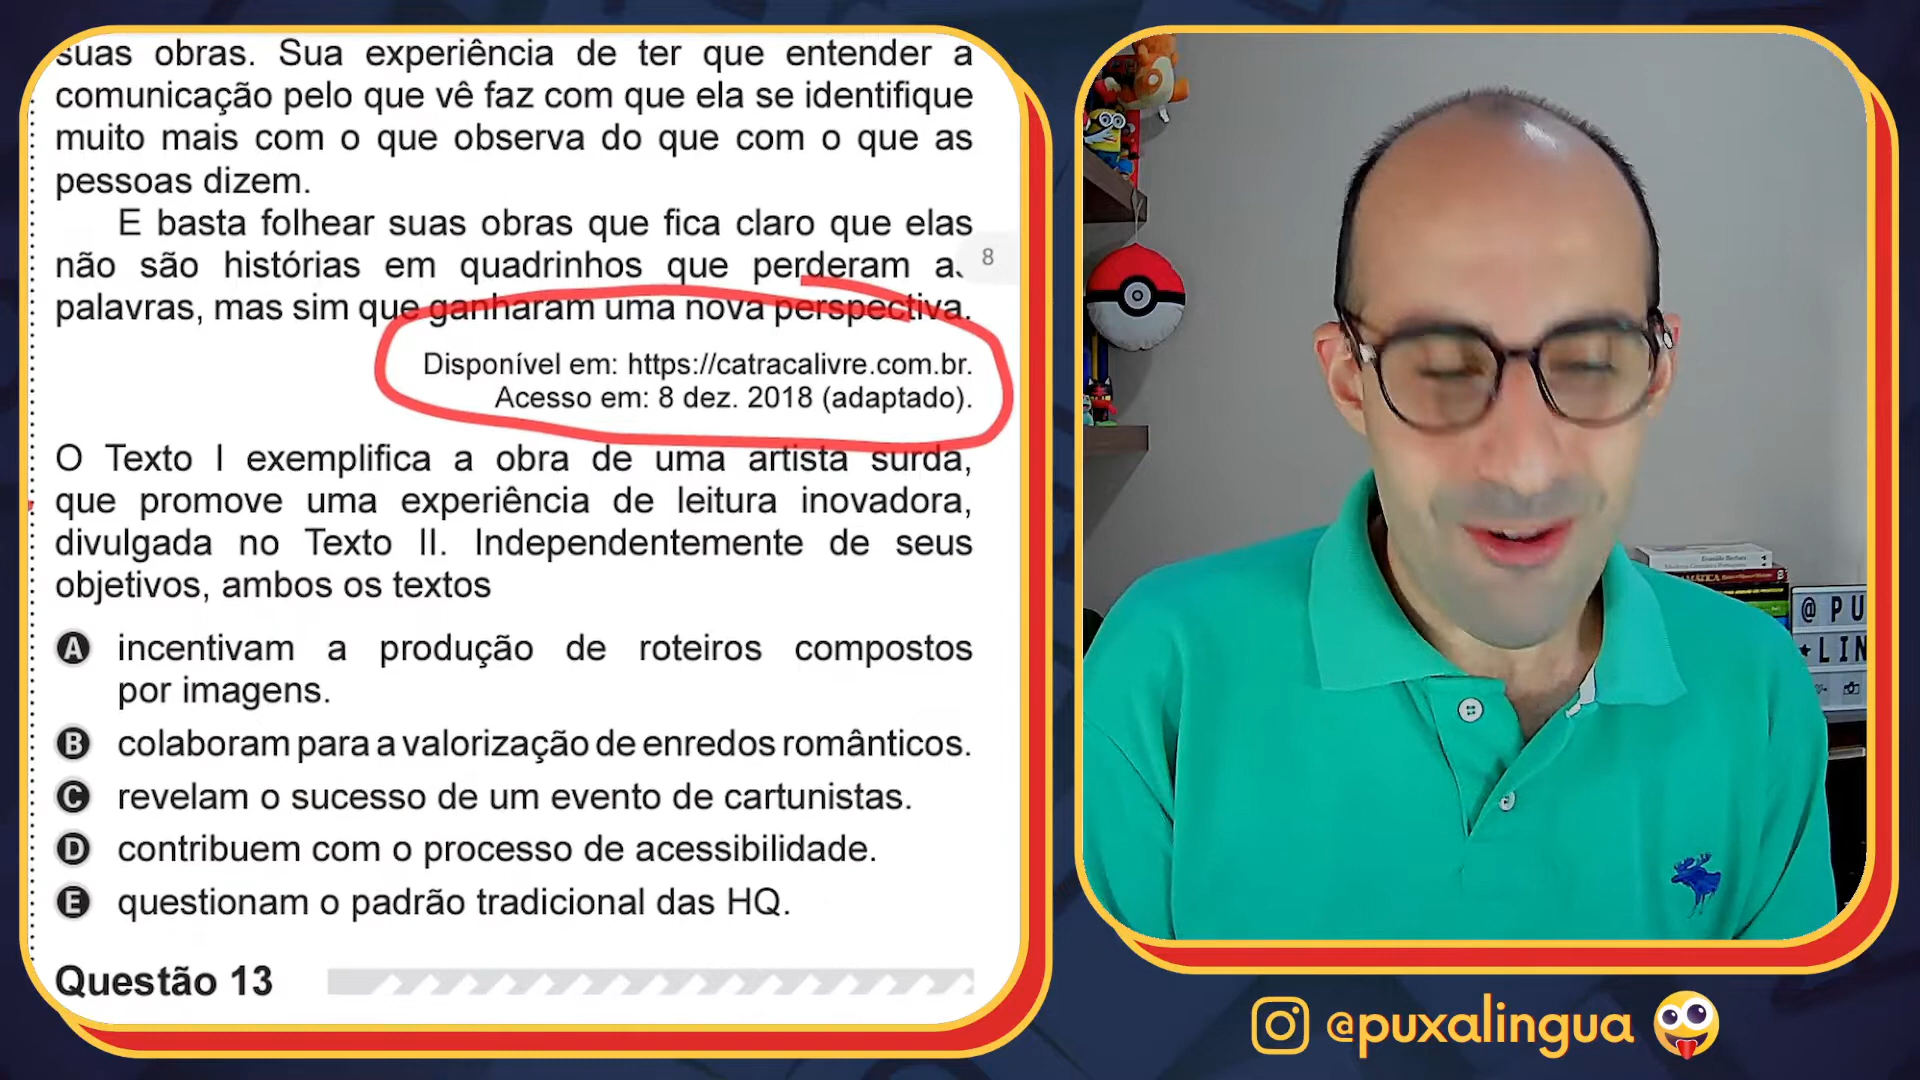 suas obras. Sua experiência de ter que entender a
comunicação pelo que vê faz com que ela se identifique
muito mais com o que observa do que com o que as
pessoas dizem.
E basta folhear suas obras que fica claro que elas
não são histórias em quadrinhos que perderam a
8
palavras, mas sim que ganharam uma nova perspectiva.
Disponível em: https://catracalivre.com.br.
Acesso em: 8 dez. 2018 (adaptado).
O Texto I exemplifica a obra de uma artista surda,
que promove uma experiência de leitura inovadora,
divulgada no Texto II. Independentemente de seus
objetivos, ambos os textos
A incentivam a produção de roteiros compostos
por imagens.
B colaboram para a valorização de enredos românticos.
C revelam o sucesso de um evento de cartunistas.
D contribuem com o processo de acessibilidade.
E questionam o padrão tradicional das HQ.
Questão 13
@ PU
LIN
@puxalingua